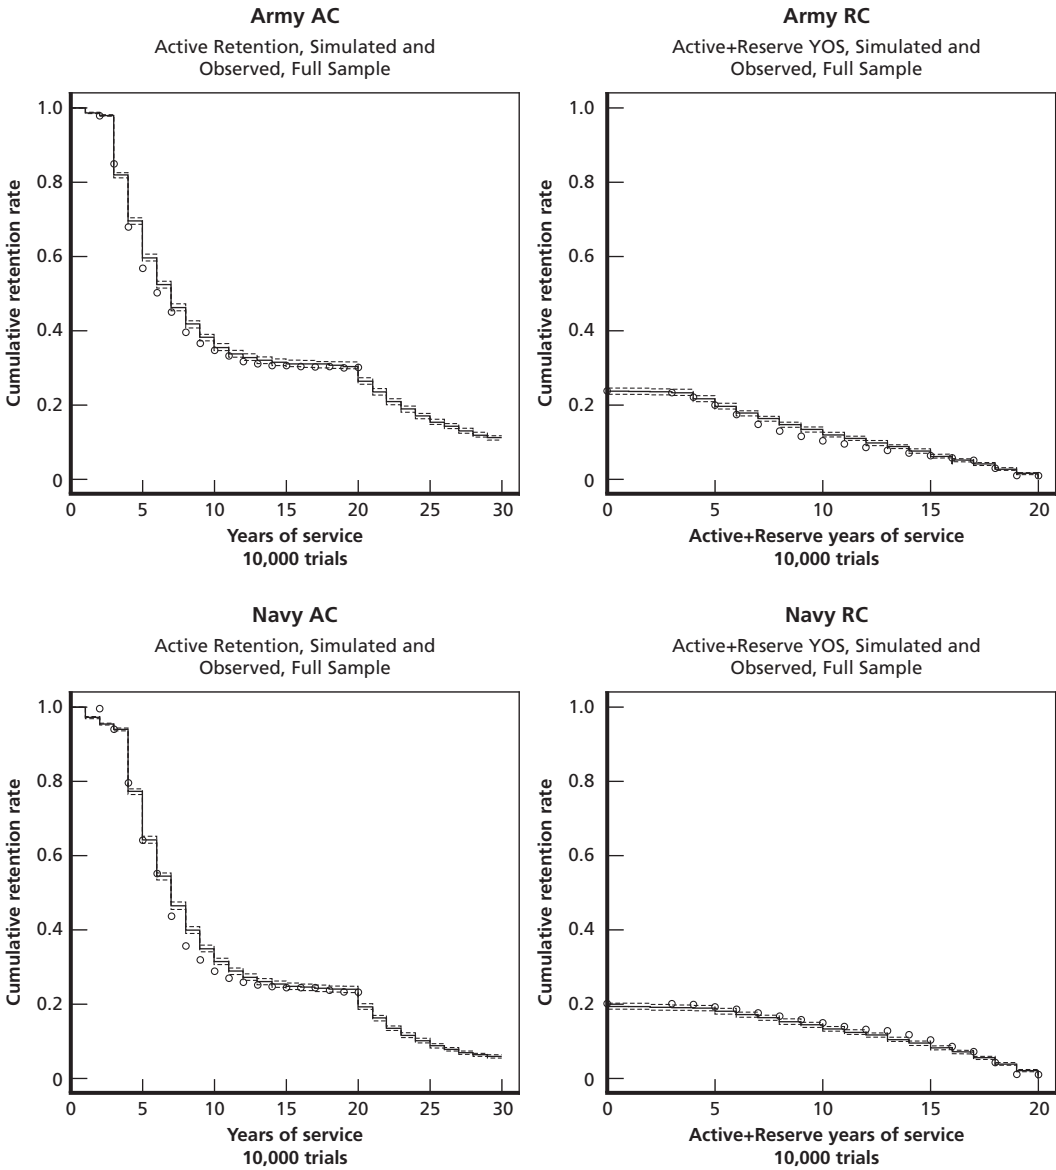 Army AC
Active Retention, Simulated and
Observed, Full Sample
Cumulative retention rate
1.0
0.8
0.6
0.4
0.2
0
0 5 10 15 20 25 30
Years of service
10,000 trials
Army RC
Active+Reserve YOS, Simulated and
Observed, Full Sample
Cumulative retention rate
1.0
0.8
0.6
0.4
0.2
0
0 5 10 15 20
Active+Reserve years of service
10,000 trials
Navy AC
Active Retention, Simulated and
Observed, Full Sample
Cumulative retention rate
1.0
0.8
0.6
0.4
0.2
0
0 5 10 15 20 25 30
Years of service
10,000 trials
Navy RC
Active+Reserve YOS, Simulated and
Observed, Full Sample
Cumulative retention rate
1.0
0.8
0.6
0.4
0.2
0
0 5 10 15 20
Active+Reserve years of service
10,000 trials